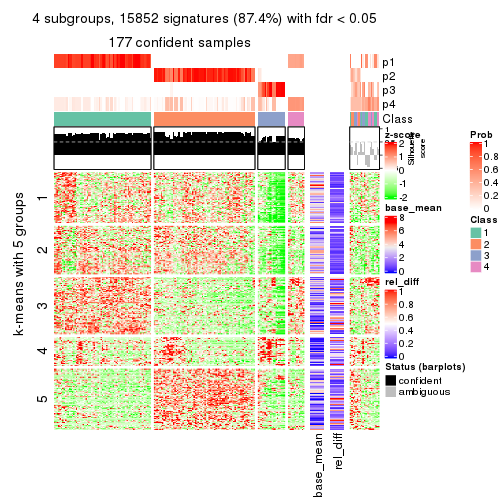 4 subgroups, 15852 signatures (87.4%) with fdr < 0.05
177 confident samples
p1
p2
p3
p4
Class
1
Silhouette
score
z-score
2
0
-2
base_mean
8
6
4
2
0
rel_diff
1
0.8
0.6
0.4
0.2
0
Status (barplots)
confident
ambiguous
Prob
1
0.8
0.6
0.4
0.2
0
Class
1
2
3
4
k-means with 5 groups
1
2
3
4
5
base_mean
rel_diff